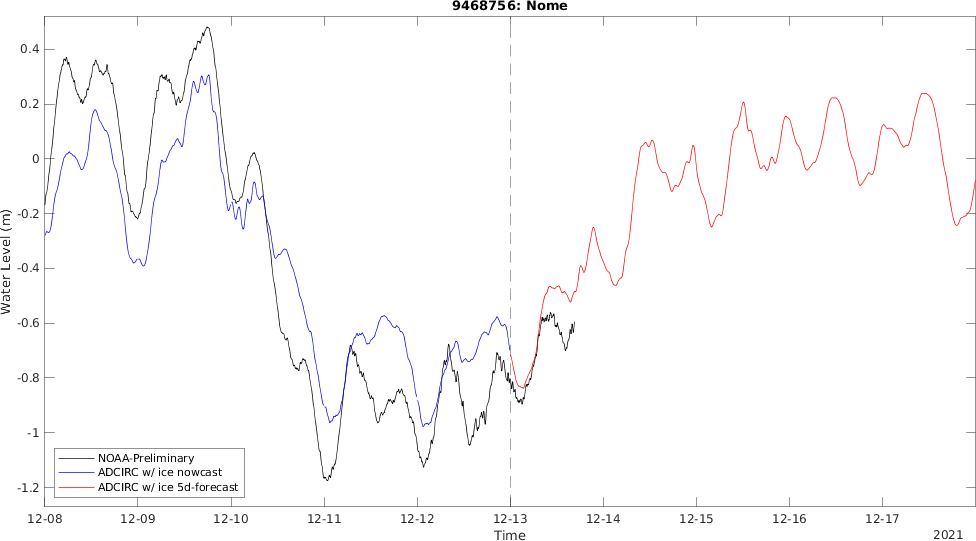 9468756: Nome
Water Level (m)
0.4
0.2
0
-0.2
-0.4
-0.6
-0.8
-1
-1.2
NOAA-Preliminary
ADCIRC w/ ice nowcast
ADCIRC w/ ice 5d-forecast
12-08 12-09 12-10 12-11 12-12 12-13 12-14 12-15 12-16 12-17
Time
2021